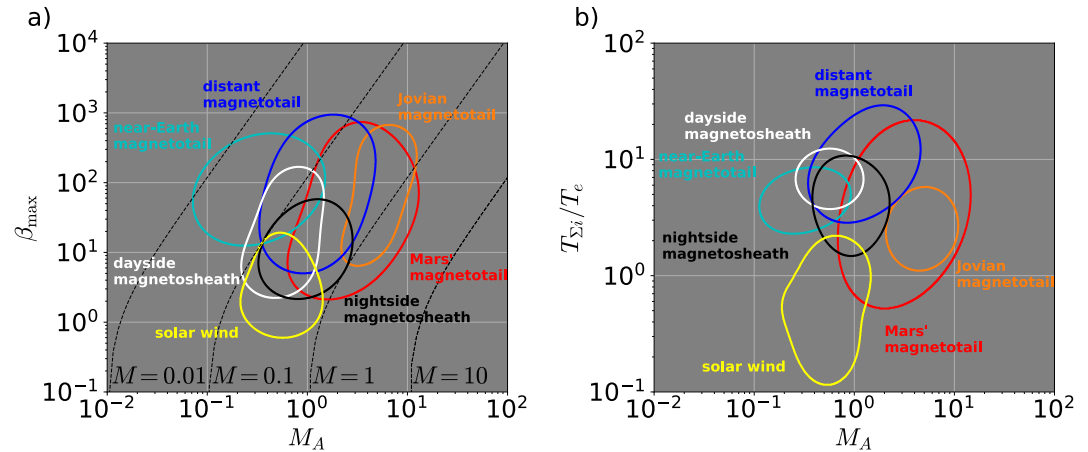 a)
10^4
10^3
10^2
10^1
10^0
10^{-1}
β_max
distant
magnetotail
Jovian
magnetotail
near-Earth
magnetotail
dayside
magnetosheath
Mars'
magnetotail
nightside
magnetosheath
solar wind
M = 0.01
M = 0.1
M = 1
M = 10
10^{-2}
10^{-1}
10^0
10^1
10^2
M_A
b)
10^2
10^1
10^0
10^{-1}
T_{Σi}/T_e
distant
magnetotail
dayside
magnetosheath
near-Earth
magnetotail
nightside
magnetosheath
Jovian
magnetotail
Mars'
magnetotail
solar wind
10^{-2}
10^{-1}
10^0
10^1
10^2
M_A